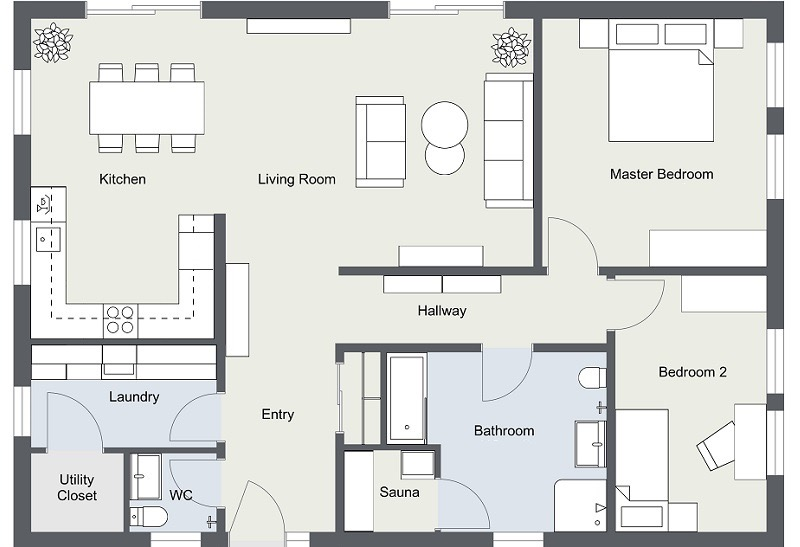 Kitchen
Living Room
Master Bedroom
Hallway
Bedroom 2
Laundry
Entry
Bathroom
Utility
Closet
WC
Sauna